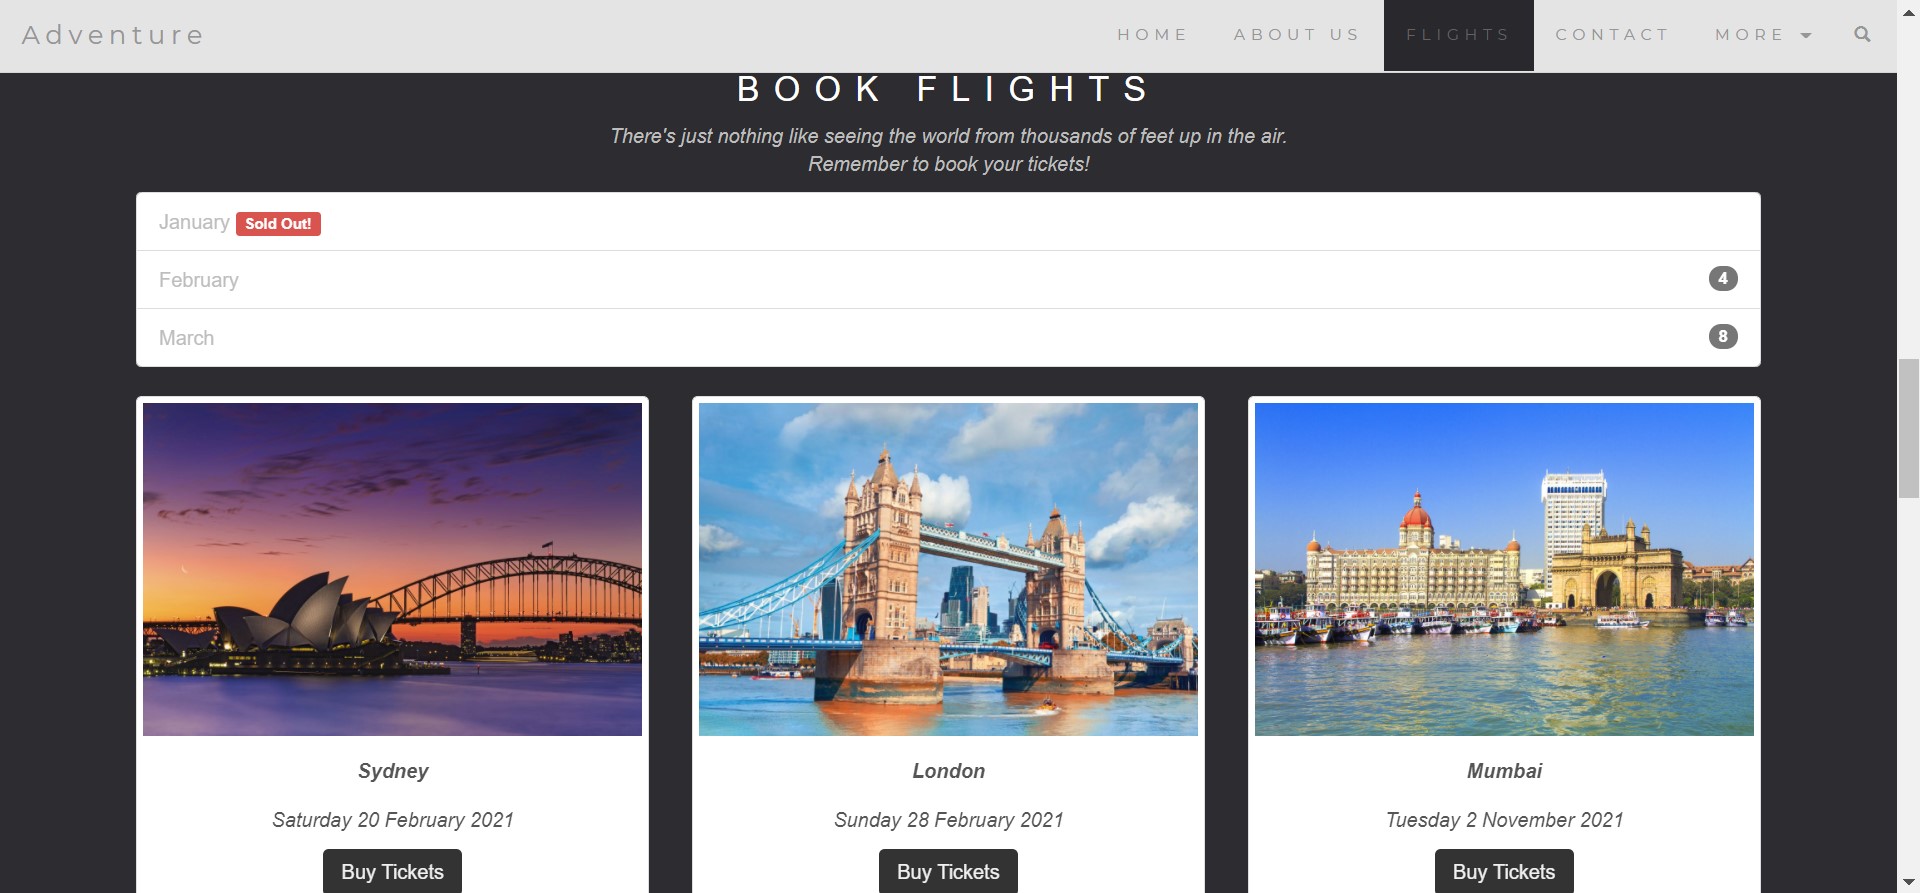 Adventure
HOME ABOUT US FLIGHTS CONTACT MORE
BOOK FLIGHTS
There's just nothing like seeing the world from thousands of feet up in the air.
Remember to book your tickets!
January Sold Out!
February 4
March 8
Sydney
Saturday 20 February 2021
Buy Tickets
London
Sunday 28 February 2021
Buy Tickets
Mumbai
Tuesday 2 November 2021
Buy Tickets